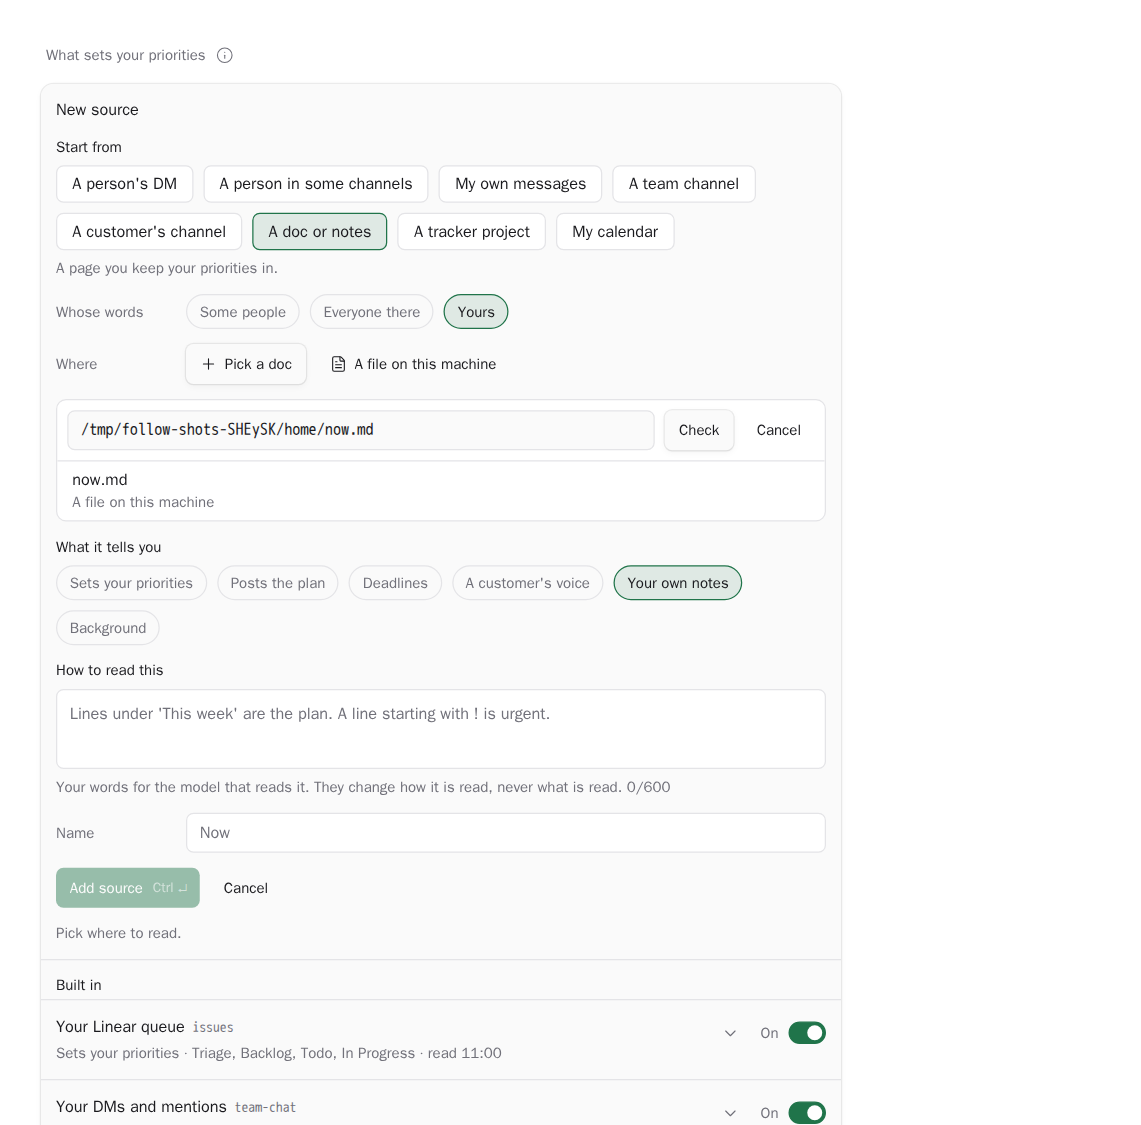 What sets your priorities
New source
Start from
A person's DM
A person in some channels
My own messages
A team channel
A customer's channel
A doc or notes
A tracker project
My calendar
A page you keep your priorities in.
Whose words
Some people
Everyone there
Yours
Where
Pick a doc
A file on this machine
/tmp/follow-shots-SHEySK/home/now.md
Check
Cancel
now.md
A file on this machine
What it tells you
Sets your priorities
Posts the plan
Deadlines
A customer's voice
Your own notes
Background
How to read this
Lines under 'This week' are the plan. A line starting with ! is urgent.
Your words for the model that reads it. They change how it is read, never what is read. 0/600
Name
Now
Add source Ctrl ↵
Cancel
Pick where to read.
Built in
Your Linear queue issues
On
Sets your priorities · Triage, Backlog, Todo, In Progress · read 11:00
Your DMs and mentions team-chat
On